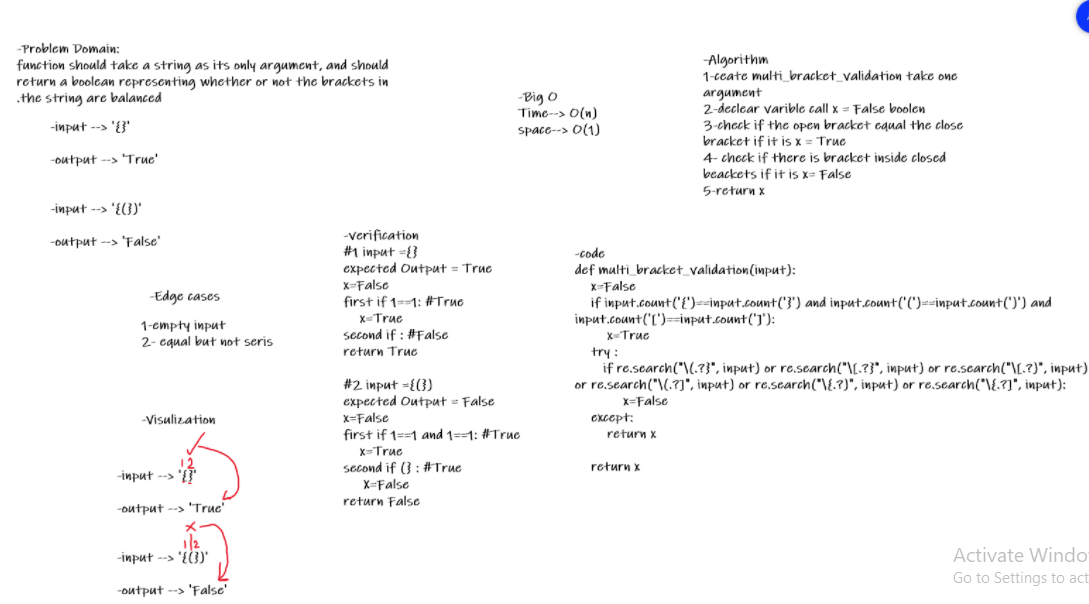 -Problem Domain:
function should take a string as its only argument, and should
return a boolean representing whether or not the brackets in
.the string are balanced
-input --> '{}'
-output --> 'True'
-input --> '{(})'
-output --> 'False'
-Edge cases
1-empty input
2- equal but not seris
-Visulization
1 2
-input --> '{}'
-output --> 'True'
1 2
-input --> '{(})'
-output --> 'False'
-Big O
Time--> O(n)
space--> O(1)
-verification
#1 input ={}
expected Output = True
x=False
first if 1==1: #True
x=True
second if : #False
return True
#2 input ={(})
expected Output = False
x=False
first if 1==1 and 1==1: #True
x=True
second if (} : #True
x=False
return False
-Algorithm
1-ceate multi_bracket_validation take one
argument
2-declear varible call x = False boolen
3-check if the open bracket equal the close
bracket if it is x = True
4- check if there is bracket inside closed
beackets if it is x= False
5-return x
-code
def multi_bracket_validation(input):
x=False
if input.count('{')==input.count('}') and input.count('(')==input.count(')') and
input.count('[')==input.count(']'):
x=True
try :
if re.search("\(.?}", input) or re.search("\[.?}", input) or re.search("\[.?)", input)
or re.search("\(.?]", input) or re.search("\{.?)", input) or re.search("\{.?]", input):
x=False
except:
return x
return x
Activate Windo
Go to Settings to act